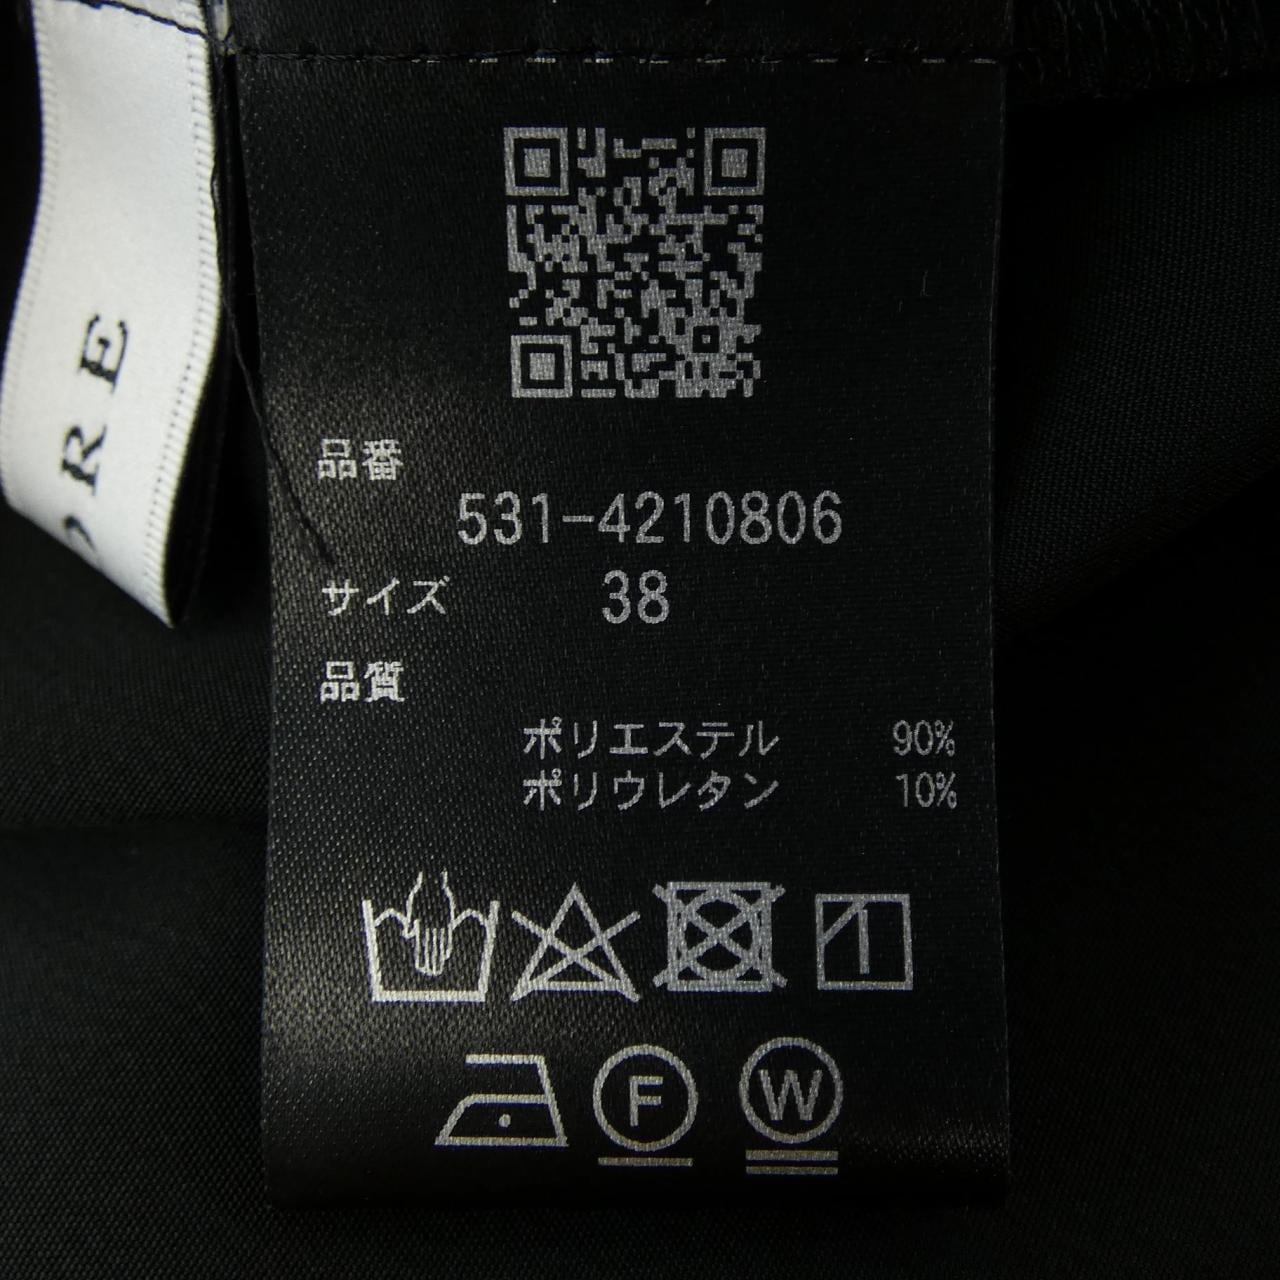 ORE
品番
531-4210806
サイズ 38
品質
ポリエステル 90%
ポリウレタン 10%
F
W